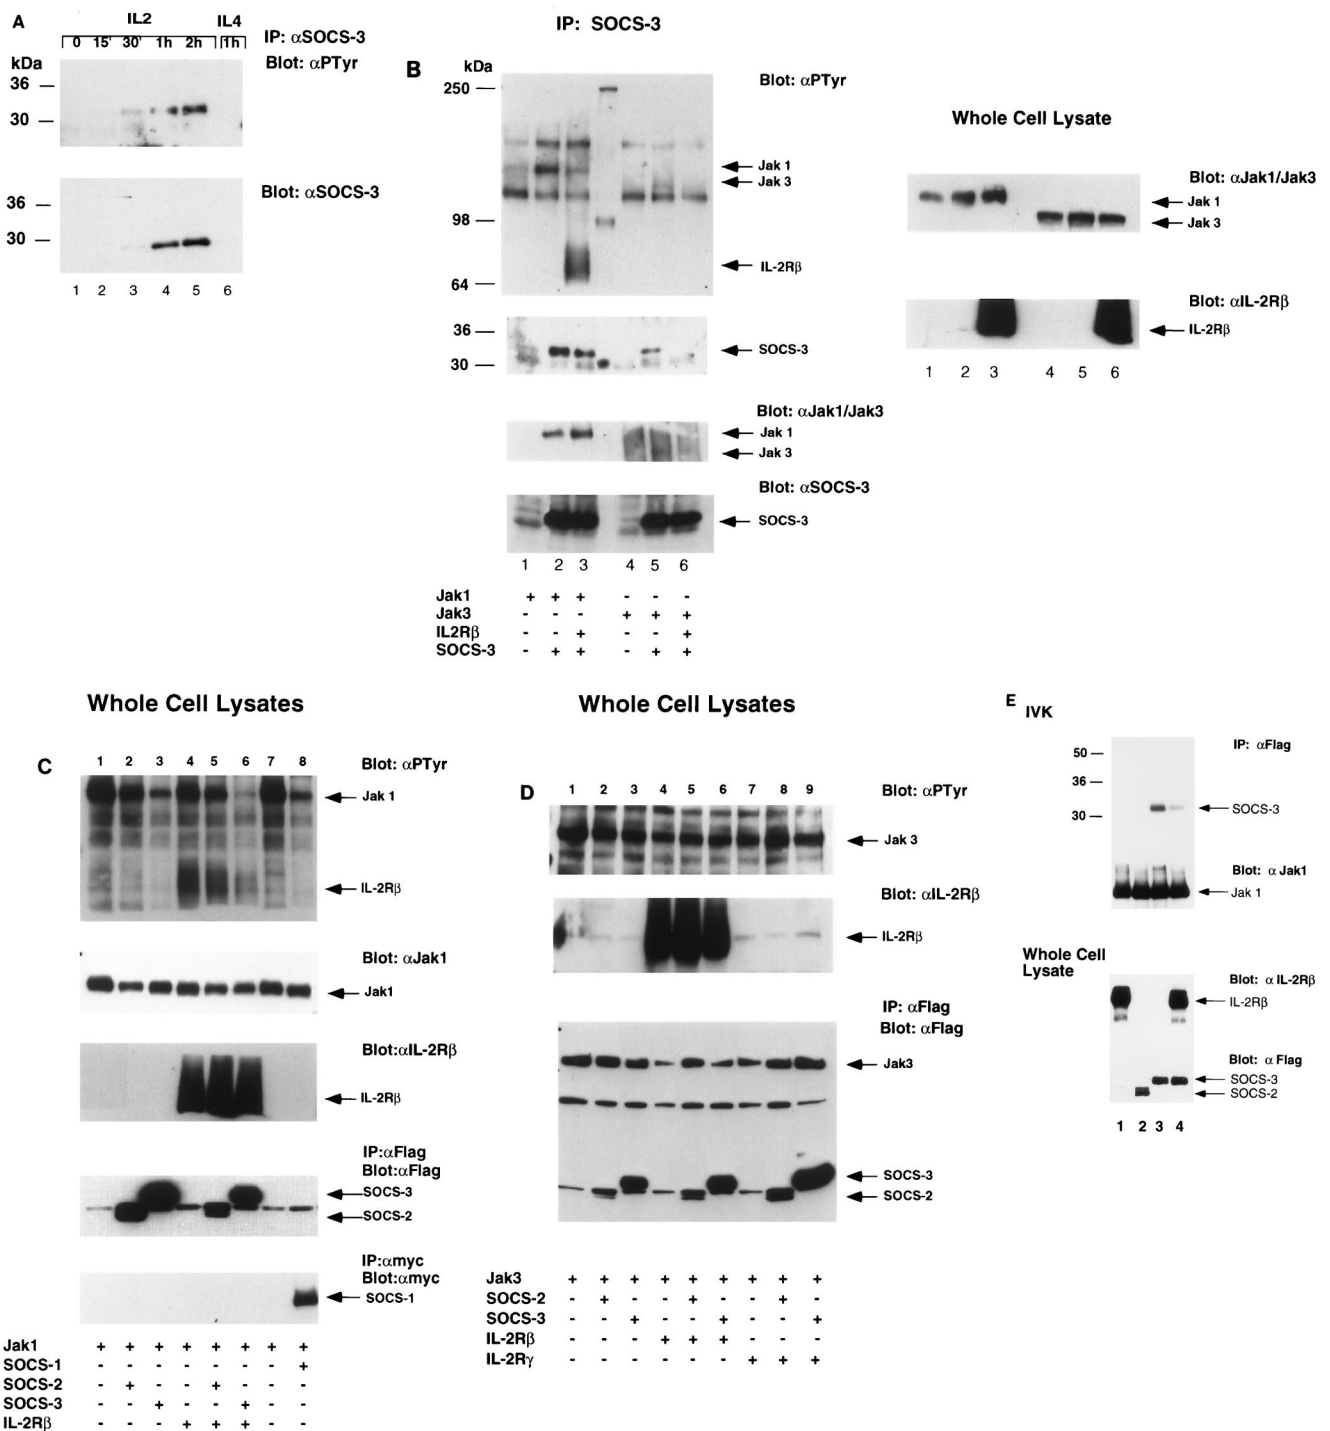 A
IL2 IL4
0 15' 30' 1h 2h 1h
IP: αSOCS-3
Blot: αPTyr
kDa
36
30
Blot: αSOCS-3
36
30
1 2 3 4 5 6
IP: SOCS-3
B
kDa
Blot: αPTyr
250
Jak 1
Jak 3
98
IL-2Rβ
64
36
SOCS-3
30
Blot: αJak1/Jak3
Jak 1
Jak 3
Blot: αSOCS-3
SOCS-3
1 2 3 4 5 6
Jak1 + + + - - -
Jak3 - - - + + +
IL2Rβ - - + - - +
SOCS-3 - + + - + +
Whole Cell Lysate
Blot: αJak1/Jak3
Jak 1
Jak 3
Blot: αIL-2Rβ
IL-2Rβ
1 2 3 4 5 6
Whole Cell Lysates
C
1 2 3 4 5 6 7 8
Blot: αPTyr
Jak 1
IL-2Rβ
Blot: αJak1
Jak1
Blot:αIL-2Rβ
IL-2Rβ
IP:αFlag
Blot:αFlag
SOCS-3
SOCS-2
IP:αmyc
Blot:αmyc
SOCS-1
Jak1 + + + + + + + +
SOCS-1 - - - - - - - +
SOCS-2 - + - - + - - -
SOCS-3 - - + - - + - -
IL-2Rβ - - - + + + - -
Whole Cell Lysates
D
1 2 3 4 5 6 7 8 9
Blot: αPTyr
Jak 3
Blot: αIL-2Rβ
IL-2Rβ
IP: αFlag
Blot: αFlag
Jak3
SOCS-3
SOCS-2
Jak3 + + + + + + + + +
SOCS-2 - + - - + - - + -
SOCS-3 - - + - - + - - +
IL-2Rβ - - - + + + - - -
IL-2Rγ - - - - - - + + +
E
IVK
IP: αFlag
50
36
30
SOCS-3
Blot: αJak1
Jak 1
Whole Cell
Lysate
Blot: αIL-2Rβ
IL-2Rβ
Blot: αFlag
SOCS-3
SOCS-2
1 2 3 4